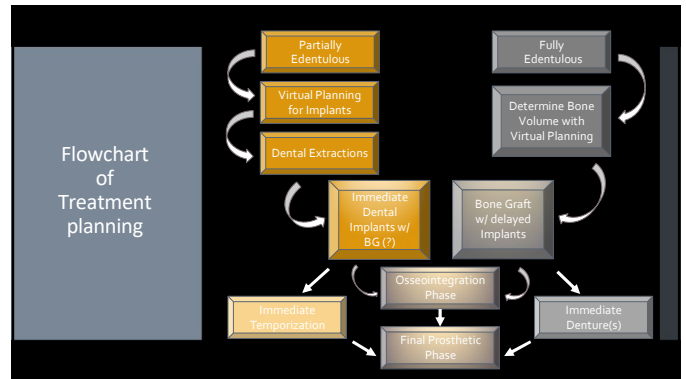 Flowchart
of
Treatment
planning
Partially
Edentulous
Fully
Edentulous
Virtual Planning
for Implants
Determine Bone
Volume with
Virtual Planning
Dental Extractions
Immediate
Dental
Implants w/
BG (?)
Bone Graft
w/ delayed
Implants
Osseointegration
Phase
Immediate
Temporization
Immediate
Denture(s)
Final Prosthetic
Phase